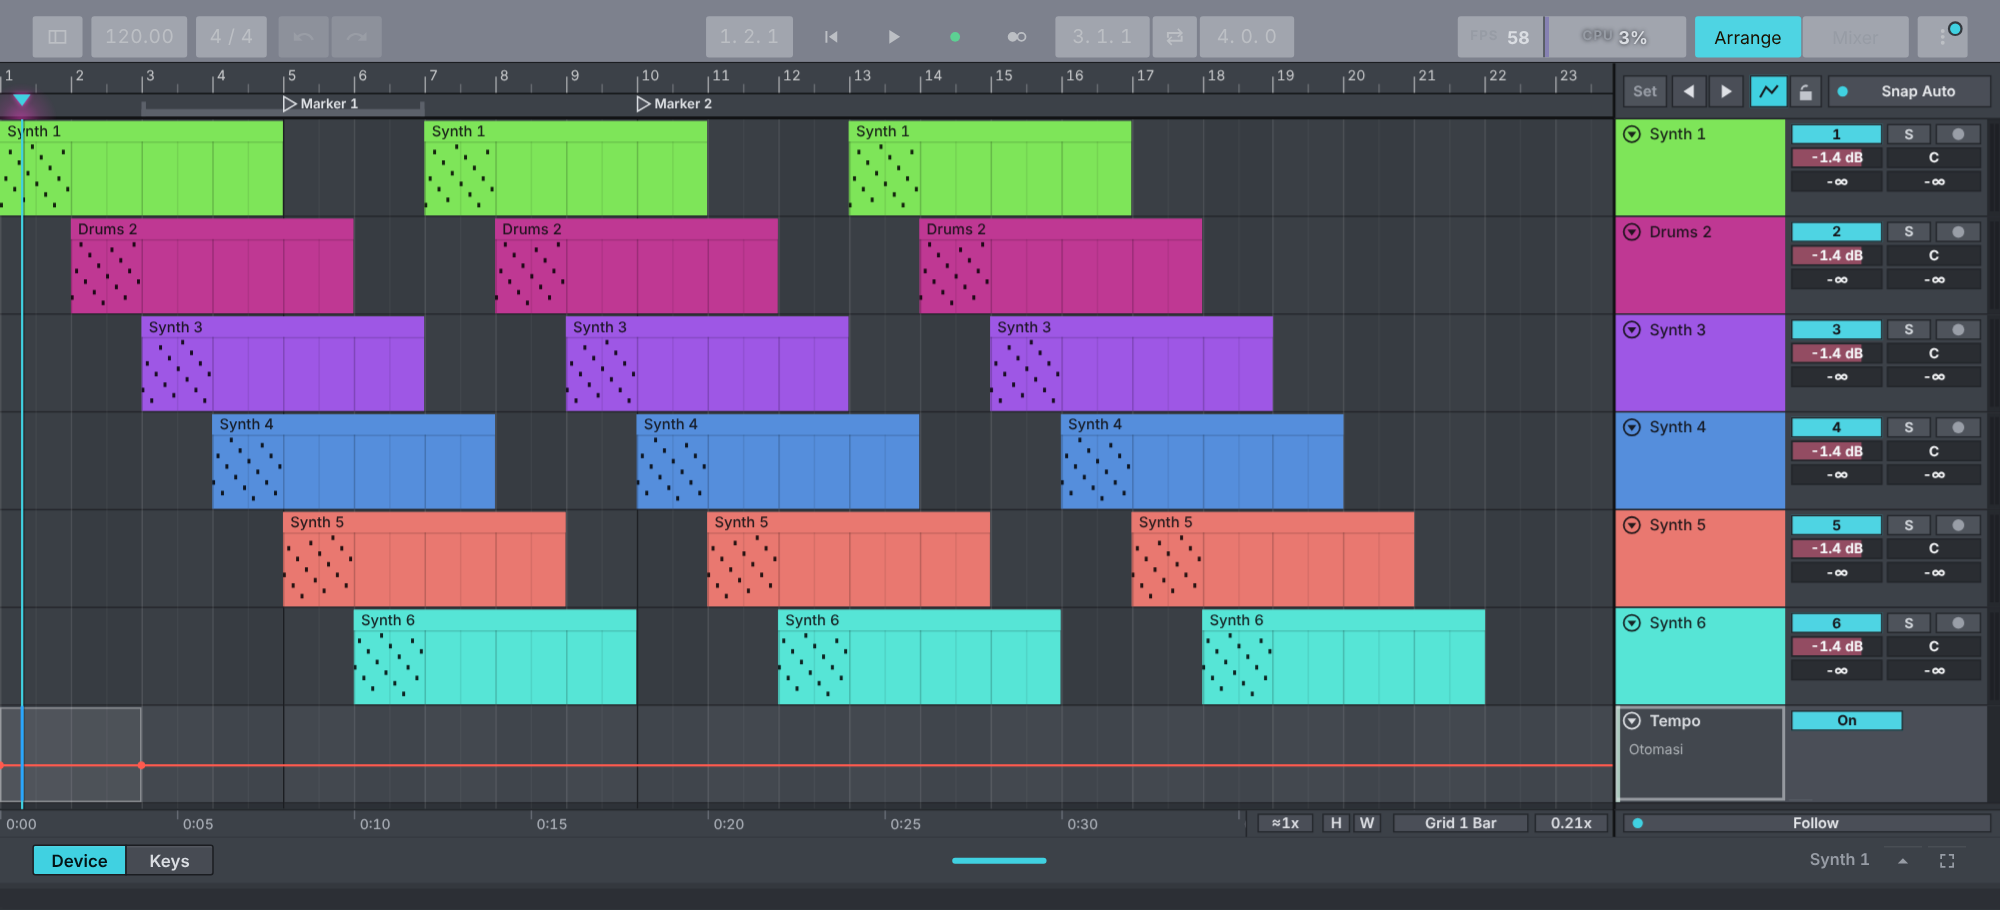 120.00
4 / 4
1. 2. 1
3. 1. 1
4. 0. 0
FPS 58
CPU 3%
Arrange
Mixer
1 2 3 4 5 6 7 8 9 10 11 12 13 14 15 16 17 18 19 20 21 22 23
Set
Snap Auto
Marker 1
Marker 2
Synth 1 Synth 1 Synth 1
Synth 1
1 S
-1.4 dB C
-∞ -∞
Drums 2 Drums 2 Drums 2
Drums 2
2 S
-1.4 dB C
-∞ -∞
Synth 3 Synth 3 Synth 3
Synth 3
3 S
-1.4 dB C
-∞ -∞
Synth 4 Synth 4 Synth 4
Synth 4
4 S
-1.4 dB C
-∞ -∞
Synth 5 Synth 5 Synth 5
Synth 5
5 S
-1.4 dB C
-∞ -∞
Synth 6 Synth 6 Synth 6
Synth 6
6 S
-1.4 dB C
-∞ -∞
Tempo
On
Otomasi
0:00 0:05 0:10 0:15 0:20 0:25 0:30
≈1x
H W
Grid 1 Bar
0.21x
Follow
Device Keys
Synth 1